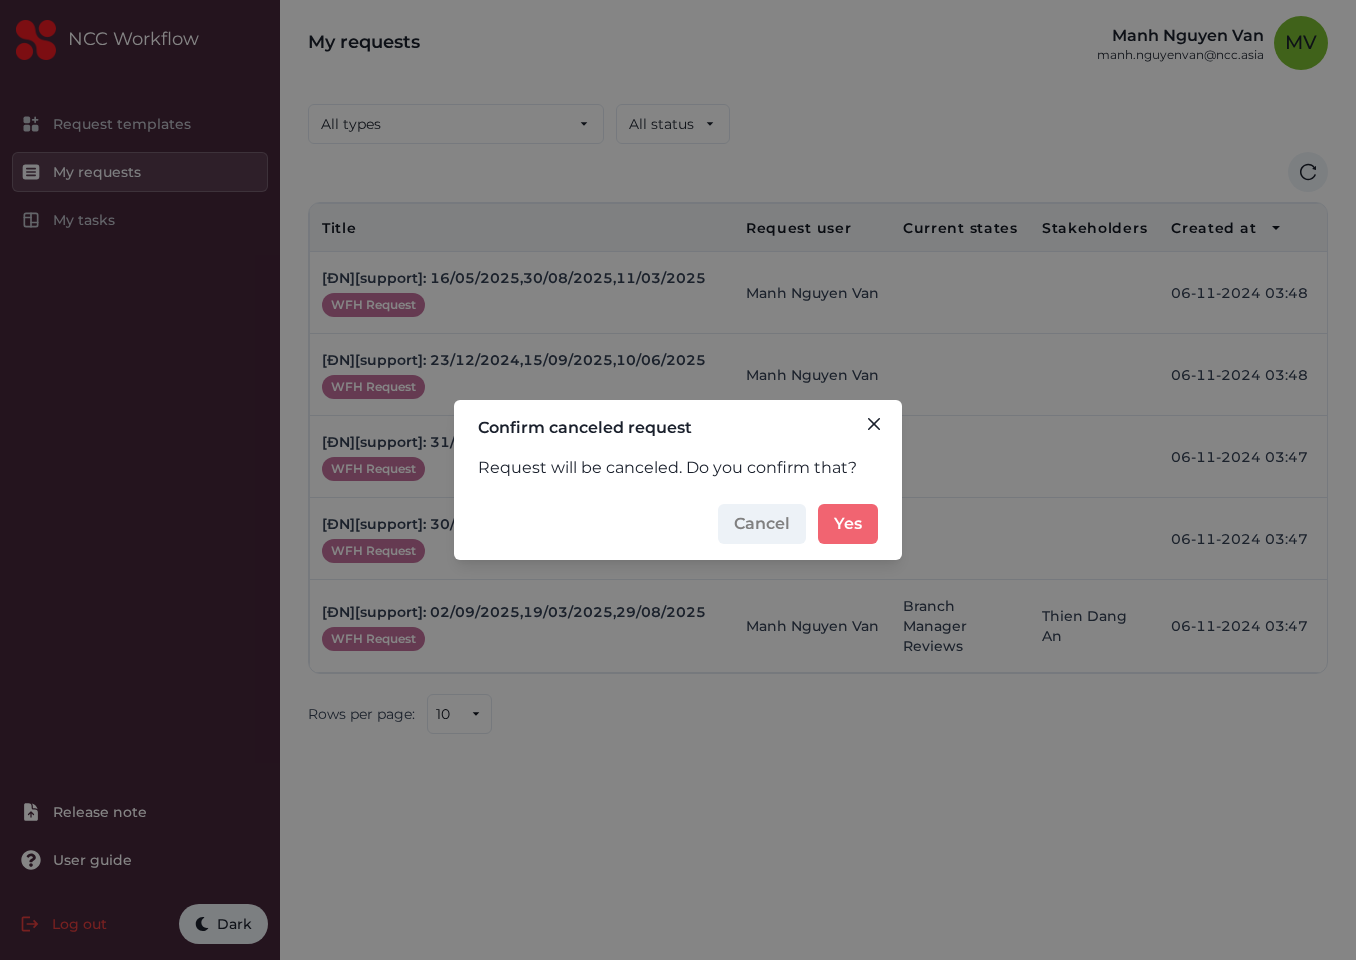 NCC Workflow
Request templates
My requests
My tasks
Release note
User guide
Log out
Dark
My requests
Manh Nguyen Van
manh.nguyenvan@ncc.asia
MV
All types
All status
Title
Request user
Current states
Stakeholders
Created at
[ĐN][support]: 16/05/2025,30/08/2025,11/03/2025
WFH Request
Manh Nguyen Van
06-11-2024 03:48
[ĐN][support]: 23/12/2024,15/09/2025,10/06/2025
WFH Request
Manh Nguyen Van
06-11-2024 03:48
[ĐN][support]: 31/
WFH Request
06-11-2024 03:47
[ĐN][support]: 30/
WFH Request
06-11-2024 03:47
[ĐN][support]: 02/09/2025,19/03/2025,29/08/2025
WFH Request
Manh Nguyen Van
Branch
Manager
Reviews
Thien Dang
An
06-11-2024 03:47
Rows per page:
10
Confirm canceled request
Request will be canceled. Do you confirm that?
Cancel
Yes